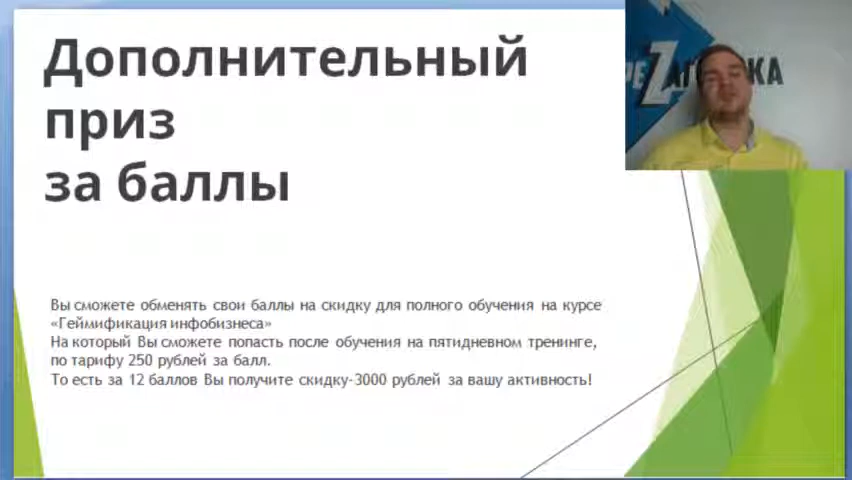 Дополнительный
приз
за баллы
Вы сможете обменять свои баллы на скидку для полного обучения на курсе
«Геймификация инфобизнеса»
На который Вы сможете попасть после обучения на пятидневном тренинге,
по тарифу 250 рублей за балл.
То есть за 12 баллов Вы получите скидку-3000 рублей за вашу активность!